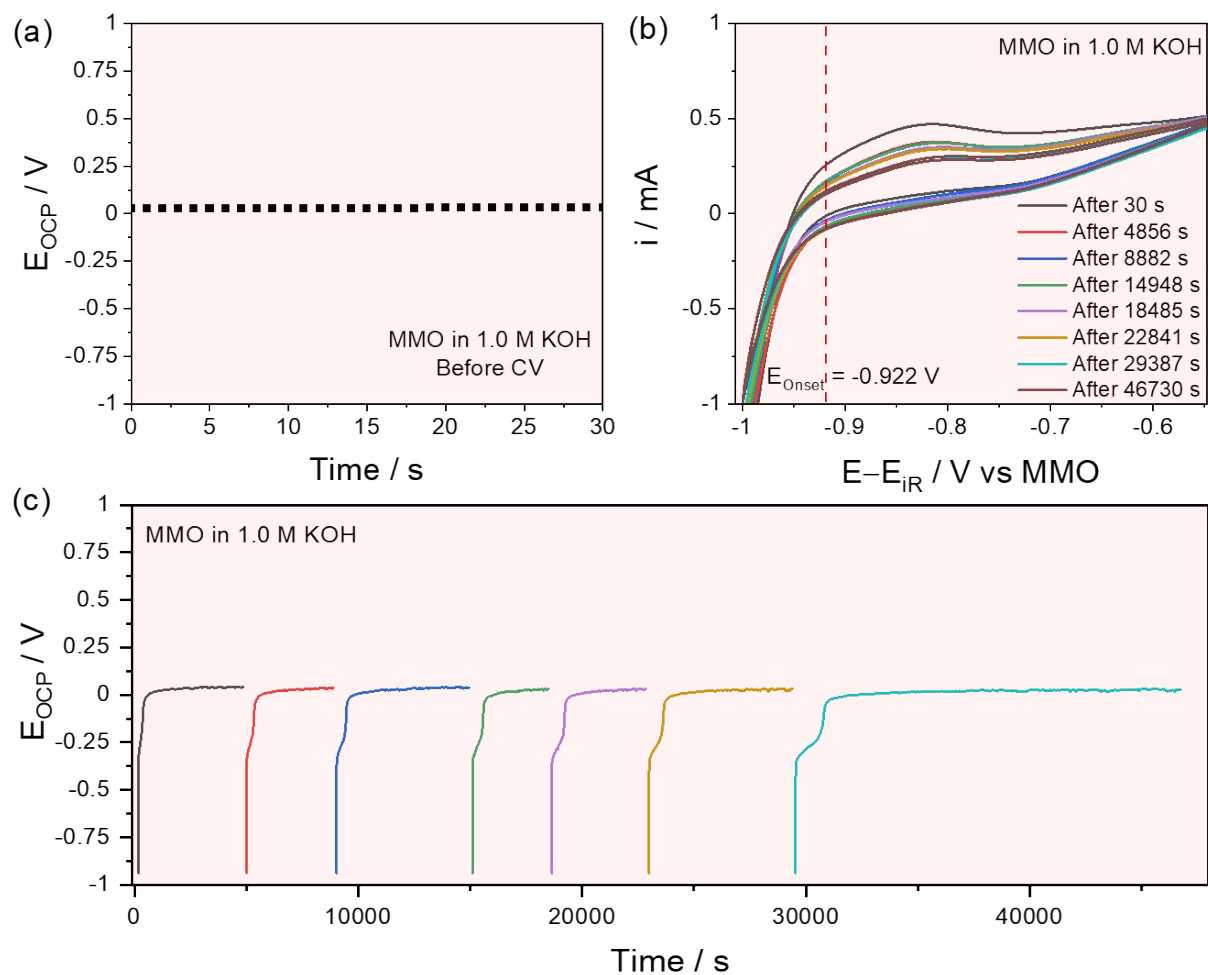 (a)
1
0.75
0.5
0.25
0
-0.25
-0.5
-0.75
-1
E_OCP / V
MMO in 1.0 M KOH
Before CV
0 5 10 15 20 25 30
Time / s
(b)
1
0.5
0
-0.5
-1
i / mA
MMO in 1.0 M KOH
After 30 s
After 4856 s
After 8882 s
After 14948 s
After 18485 s
After 22841 s
After 29387 s
After 46730 s
E_Onset = -0.922 V
-1 -0.9 -0.8 -0.7 -0.6
E−E_iR / V vs MMO
(c)
1
0.75
0.5
0.25
0
-0.25
-0.5
-0.75
-1
E_OCP / V
MMO in 1.0 M KOH
0 10000 20000 30000 40000
Time / s